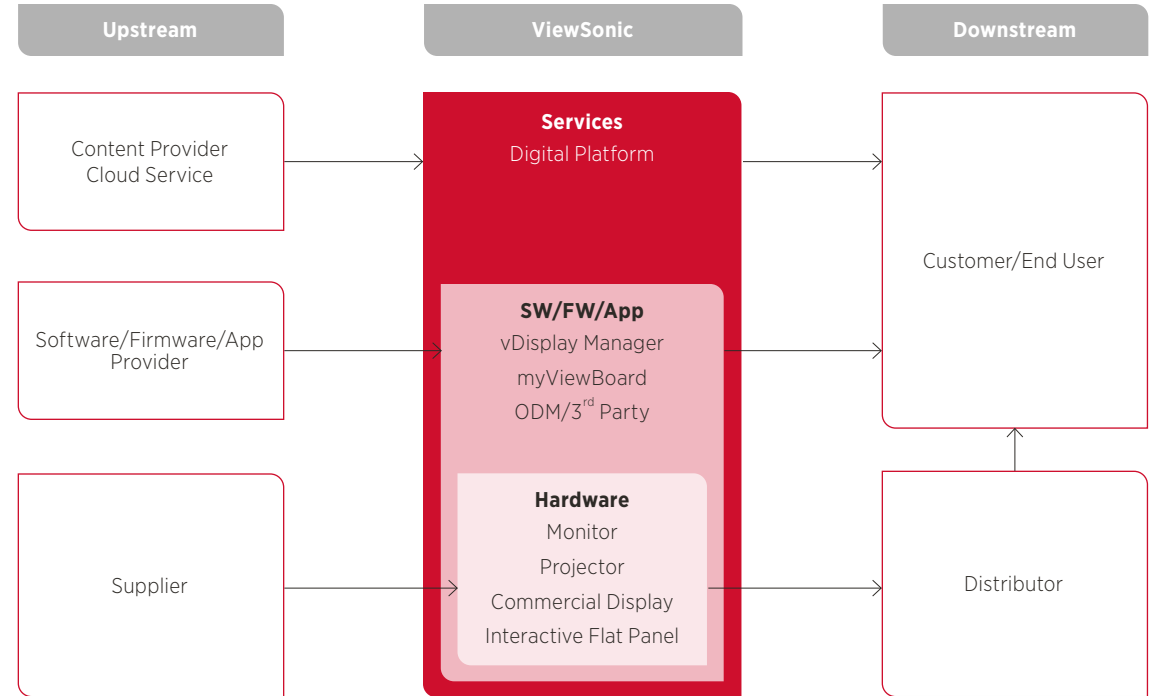 Upstream
ViewSonic
Downstream
Content Provider
Cloud Service
Services
Digital Platform
Customer/End User
Software/Firmware/App
Provider
SW/FW/App
vDisplay Manager
myViewBoard
ODM/3rd Party
Supplier
Hardware
Monitor
Projector
Commercial Display
Interactive Flat Panel
Distributor